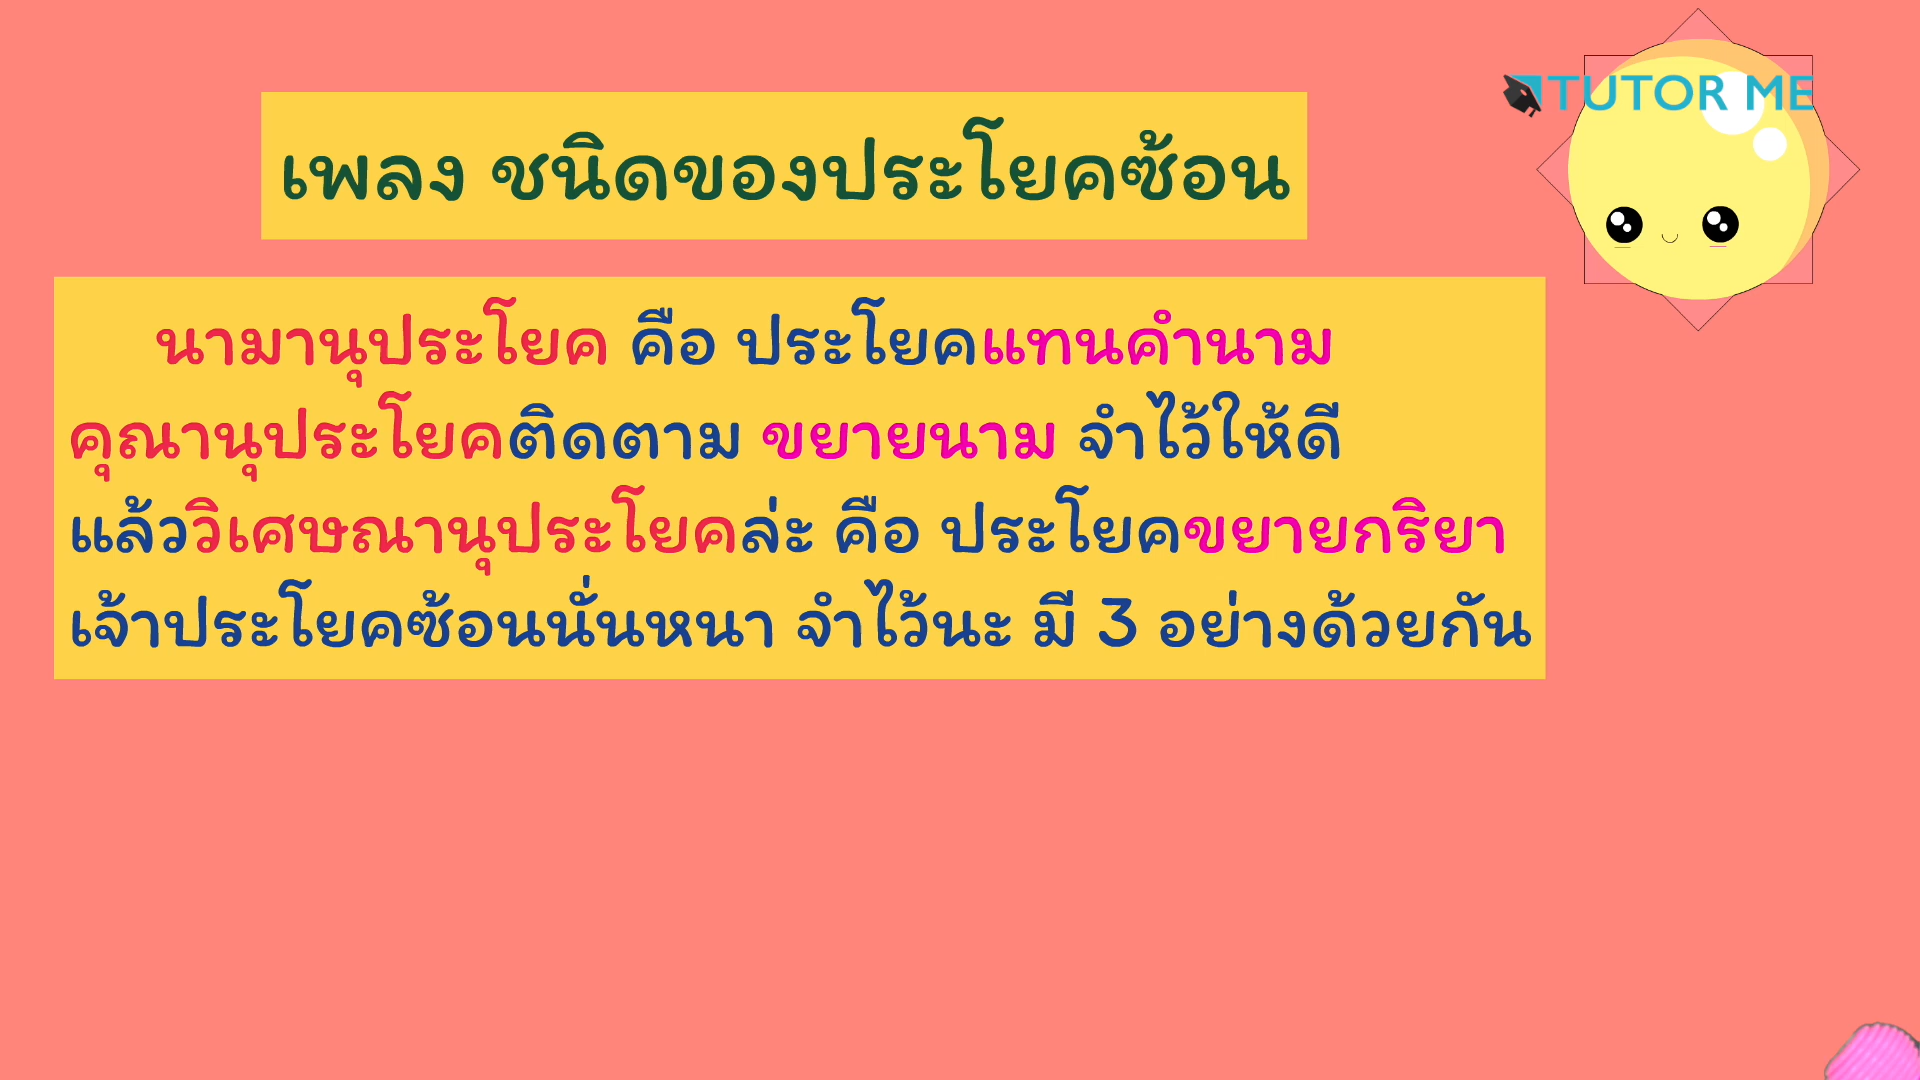 TUTOR ME
เพลง ชนิดของประโยคซ้อน
นามานุประโยค คือ ประโยคแทนคำนาม
คุณานุประโยคติดตาม ขยายนาม จำไว้ให้ดี
แล้ววิเศษณานุประโยคล่ะ คือ ประโยคขยายกริยา
เจ้าประโยคซ้อนนั่นหนา จำไว้นะ มี 3 อย่างด้วยกัน